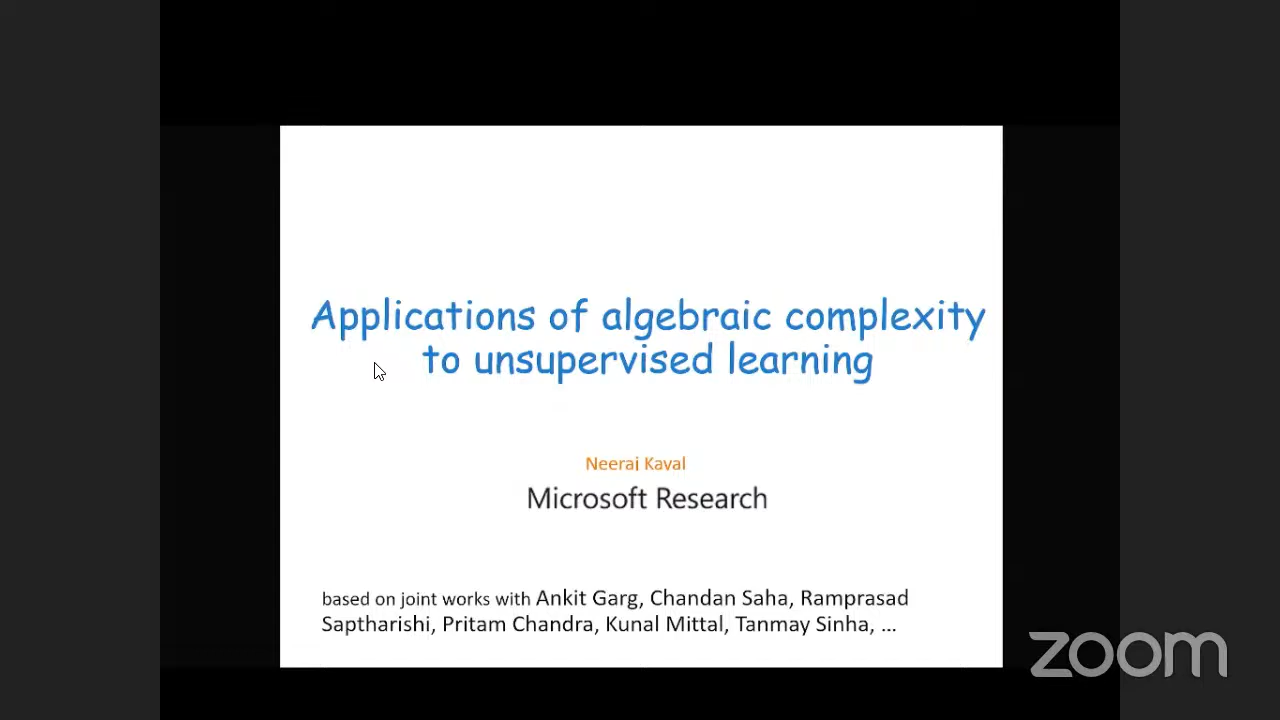 Applications of algebraic complexity
to unsupervised learning
Neeraj Kayal
Microsoft Research
based on joint works with Ankit Garg, Chandan Saha, Ramprasad
Saptharishi, Pritam Chandra, Kunal Mittal, Tanmay Sinha, ...
zoom